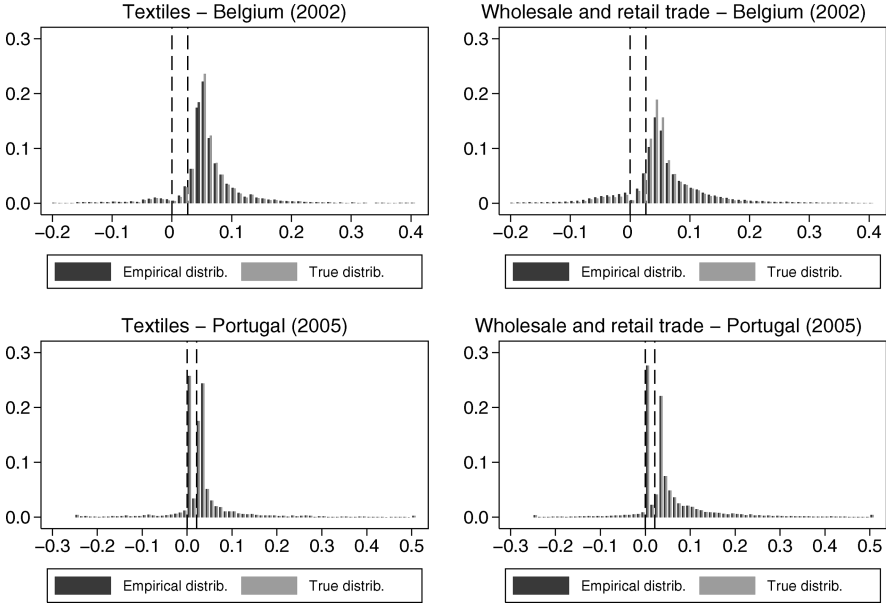 Textiles – Belgium (2002)
0.3
0.2
0.1
0.0
−0.2 −0.1 0 0.1 0.2 0.3 0.4
Empirical distrib. True distrib.
Wholesale and retail trade – Belgium (2002)
0.3
0.2
0.1
0.0
−0.2 −0.1 0 0.1 0.2 0.3 0.4
Empirical distrib. True distrib.
Textiles – Portugal (2005)
0.3
0.2
0.1
0.0
−0.3 −0.2 −0.1 0.0 0.1 0.2 0.3 0.4 0.5
Empirical distrib. True distrib.
Wholesale and retail trade – Portugal (2005)
0.3
0.2
0.1
0.0
−0.3 −0.2 −0.1 0.0 0.1 0.2 0.3 0.4 0.5
Empirical distrib. True distrib.